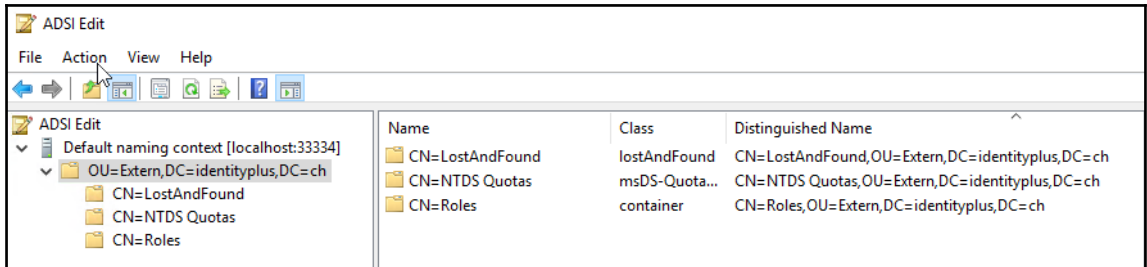 ADSI Edit
File Action View Help
ADSI Edit
Default naming context [localhost:33334]
OU=Extern,DC=identityplus,DC=ch
CN=LostAndFound
CN=NTDS Quotas
CN=Roles
Name Class Distinguished Name
CN=LostAndFound lostAndFound CN=LostAndFound,OU=Extern,DC=identityplus,DC=ch
CN=NTDS Quotas msDS-Quota... CN=NTDS Quotas,OU=Extern,DC=identityplus,DC=ch
CN=Roles container CN=Roles,OU=Extern,DC=identityplus,DC=ch